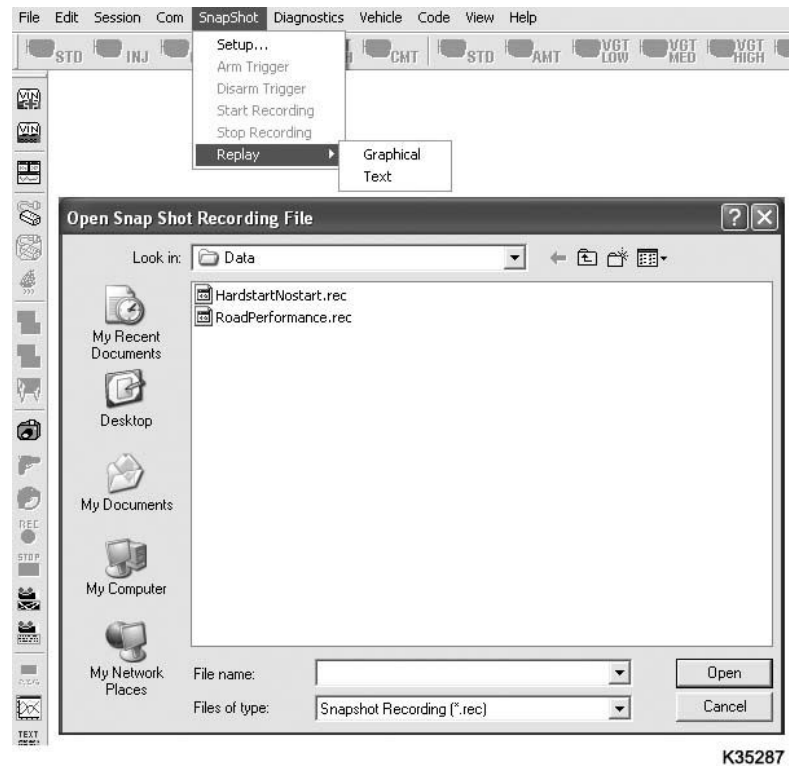 File Edit Session Com SnapShot Diagnostics Vehicle Code View Help
STD INJ CMT STD AMT VGT LOW VGT MED VGT HIGH
Setup...
Arm Trigger
Disarm Trigger
Start Recording
Stop Recording
Replay
Graphical
Text
VIN
VIN
REC
STOP
TEXT
Open Snap Shot Recording File
Look in: Data
HardstartNostart.rec
RoadPerformance.rec
My Recent
Documents
Desktop
My Documents
My Computer
My Network
Places
File name:
Open
Files of type: Snapshot Recording (*.rec)
Cancel
K35287